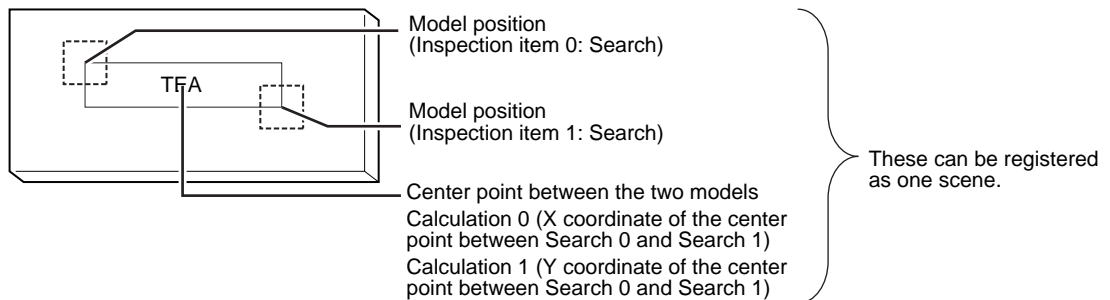 Model position
(Inspection item 0: Search)
TEA
Model position
(Inspection item 1: Search)
These can be registered
as one scene.
Center point between the two models
Calculation 0 (X coordinate of the center
point between Search 0 and Search 1)
Calculation 1 (Y coordinate of the center
point between Search 0 and Search 1)